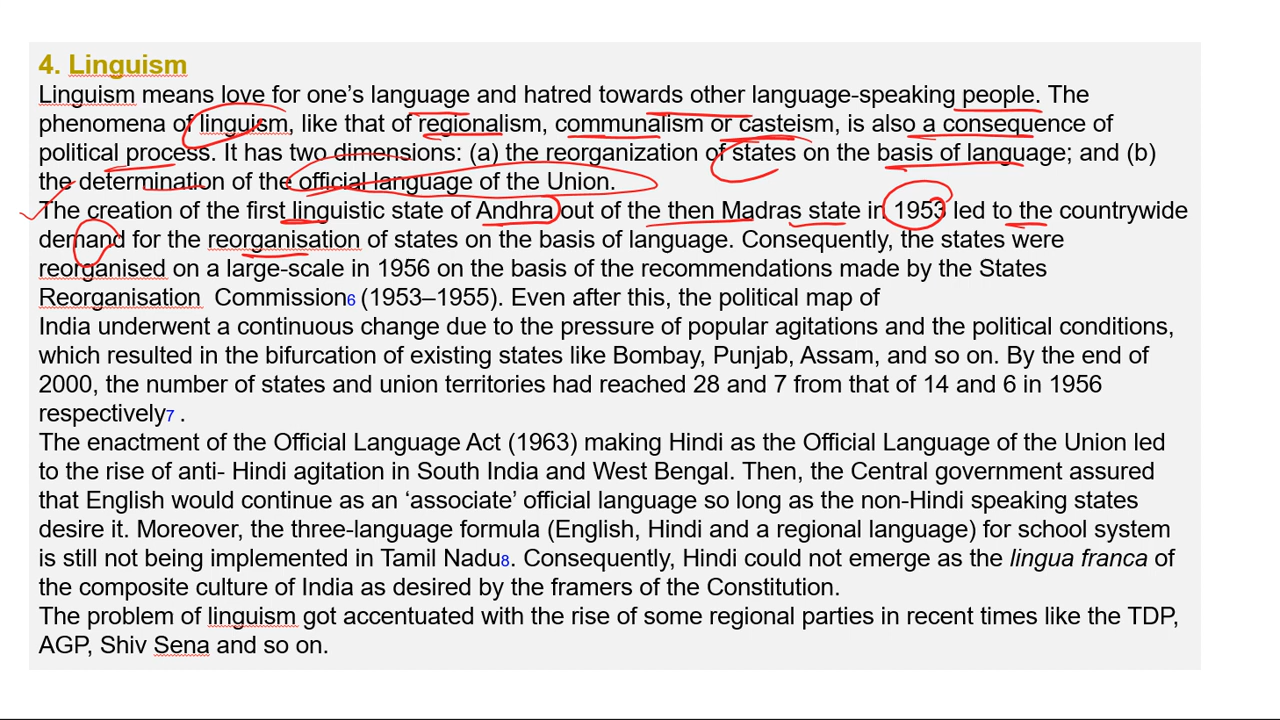 4. Linguism
Linguism means love for one’s language and hatred towards other language-speaking people. The
phenomena of linguism, like that of regionalism, communalism or casteism, is also a consequence of
political process. It has two dimensions: (a) the reorganization of states on the basis of language; and (b)
the determination of the official language of the Union.
The creation of the first linguistic state of Andhra out of the then Madras state in 1953 led to the countrywide
demand for the reorganisation of states on the basis of language. Consequently, the states were
reorganised on a large-scale in 1956 on the basis of the recommendations made by the States
Reorganisation Commission6 (1953–1955). Even after this, the political map of
India underwent a continuous change due to the pressure of popular agitations and the political conditions,
which resulted in the bifurcation of existing states like Bombay, Punjab, Assam, and so on. By the end of
2000, the number of states and union territories had reached 28 and 7 from that of 14 and 6 in 1956
respectively7 .
The enactment of the Official Language Act (1963) making Hindi as the Official Language of the Union led
to the rise of anti- Hindi agitation in South India and West Bengal. Then, the Central government assured
that English would continue as an ‘associate’ official language so long as the non-Hindi speaking states
desire it. Moreover, the three-language formula (English, Hindi and a regional language) for school system
is still not being implemented in Tamil Nadu8. Consequently, Hindi could not emerge as the lingua franca of
the composite culture of India as desired by the framers of the Constitution.
The problem of linguism got accentuated with the rise of some regional parties in recent times like the TDP,
AGP, Shiv Sena and so on.